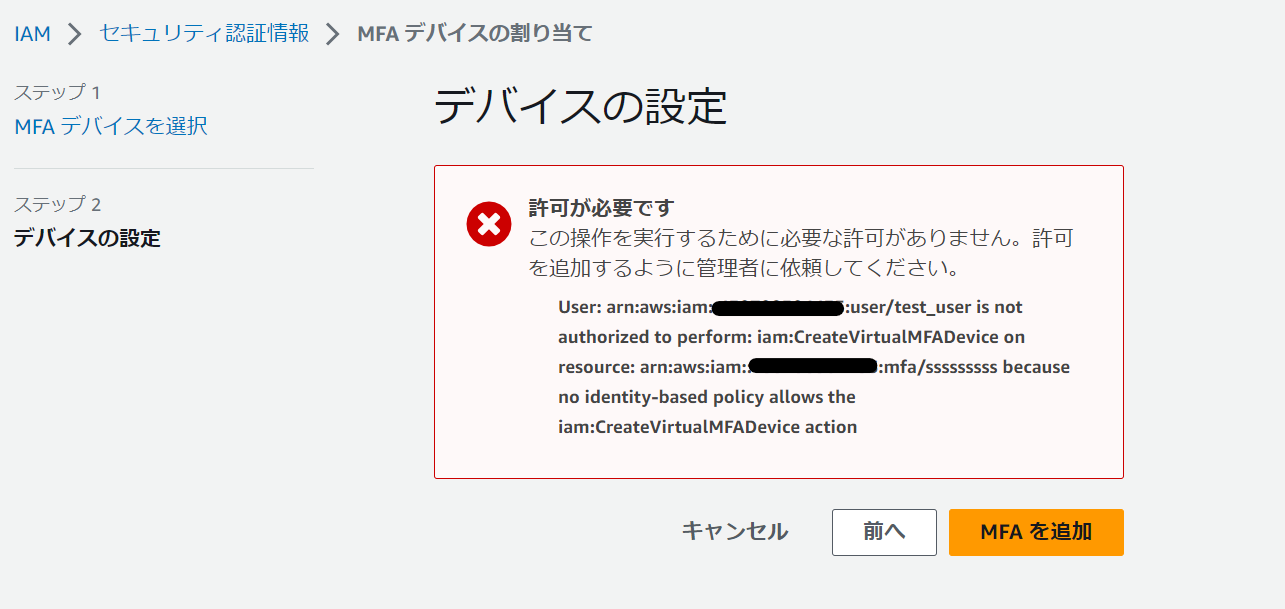 IAM > セキュリティ認証情報 > MFA デバイスの割り当て
ステップ 1
MFA デバイスを選択
ステップ 2
デバイスの設定
デバイスの設定
許可が必要です
この操作を実行するために必要な許可がありません。許可
を追加するように管理者に依頼してください。
User: arn:aws:iam: :user/test_user is not
authorized to perform: iam:CreateVirtualMFADevice on
resource: arn:aws:iam:: :mfa/sssssssss because
no identity-based policy allows the
iam:CreateVirtualMFADevice action
キャンセル
前へ
MFA を追加